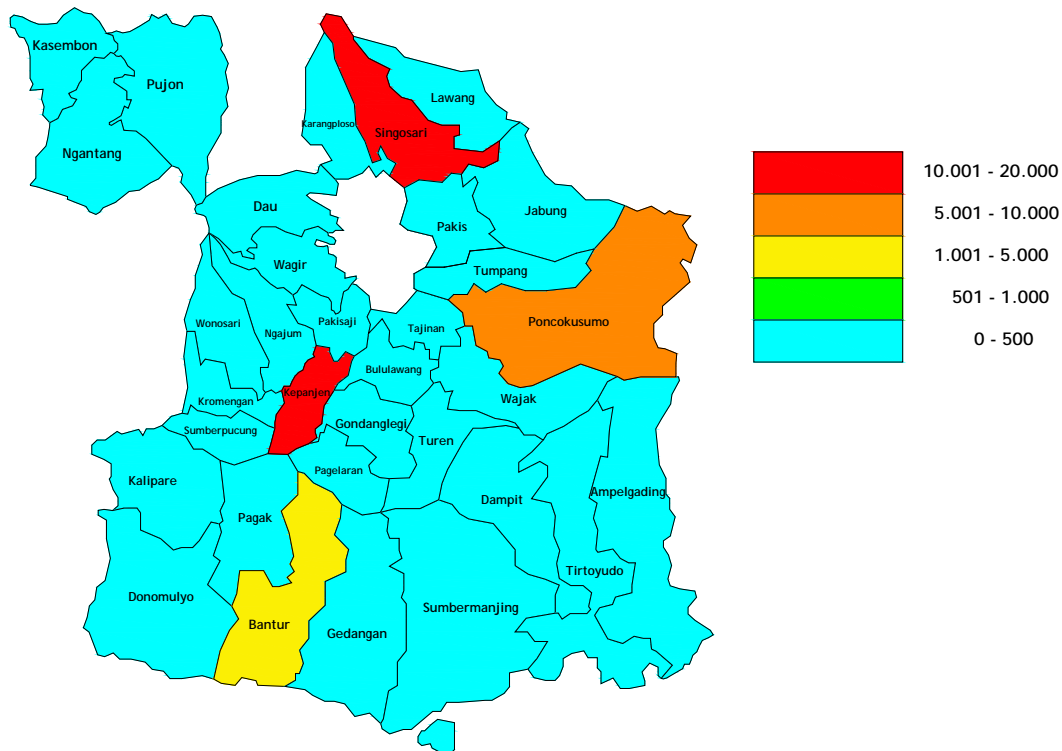 Kasembon
Pujon
Ngantang
Lawang
Karangploso
Singosari
Dau
Jabung
Pakis
Wagir
Tumpang
Wonosari
Ngajum
Pakisaji
Tajinan
Poncokusumo
Bululawang
Kepanjen
Kromengan
Wajak
Gondanglegi
Sumberpucung
Turen
Pagelaran
Kalipare
Dampit
Ampelgading
Pagak
Tirtoyudo
Donomulyo
Sumbermanjing
Bantur
Gedangan
10.001 - 20.000
5.001 - 10.000
1.001 - 5.000
501 - 1.000
0 - 500